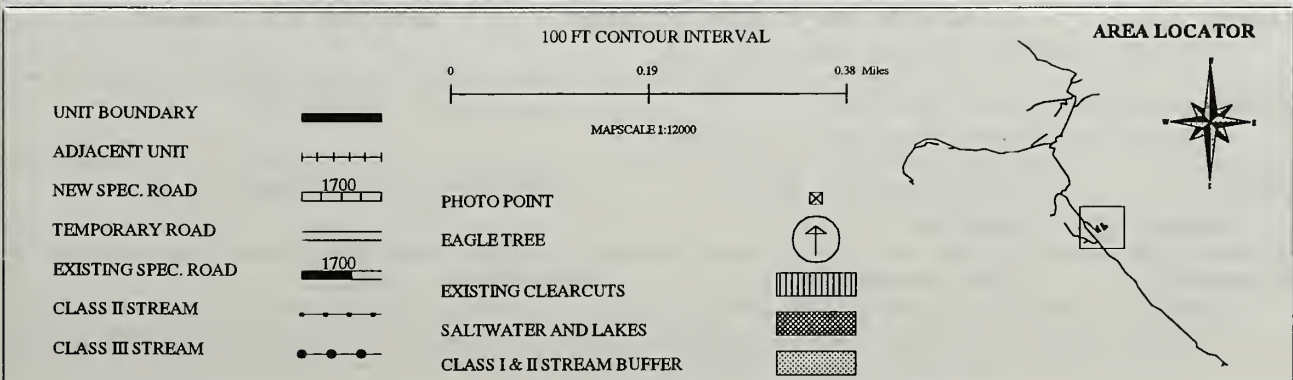 100 FT CONTOUR INTERVAL
0 0.19 0.38 Miles
MAPSCALE 1:12000
UNIT BOUNDARY
ADJACENT UNIT
NEW SPEC. ROAD 1700
TEMPORARY ROAD
EXISTING SPEC. ROAD 1700
CLASS II STREAM
CLASS III STREAM
PHOTO POINT
EAGLE TREE
EXISTING CLEARCUTS
SALTWATER AND LAKES
CLASS I & II STREAM BUFFER
AREA LOCATOR
N
W E
S